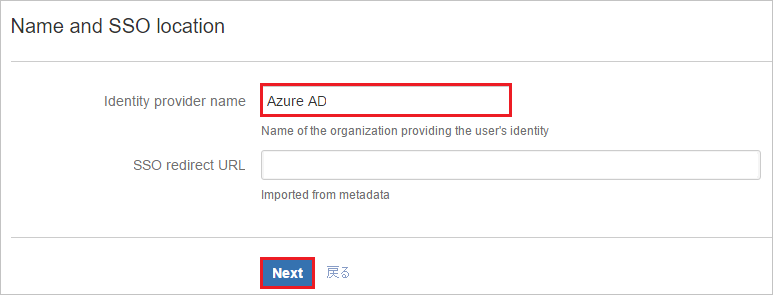 Name and SSO location
Identity provider name Azure AD
Name of the organization providing the user's identity
SSO redirect URL
Imported from metadata
Next 戻る